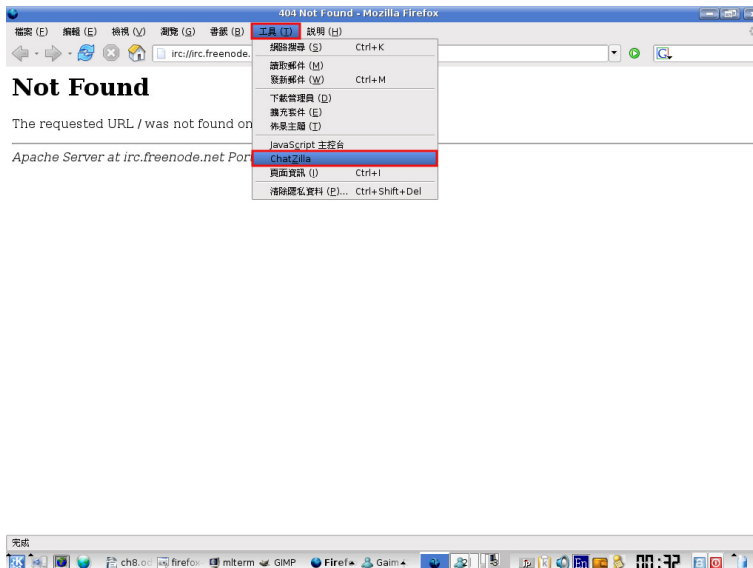 404 Not Found - Mozilla Firefox
檔案 (F) 編輯 (E) 檢視 (V) 瀏覽 (G) 書籤 (B) 工具 (T) 說明 (H)
irc://irc.freenode.
網路搜尋 (S) Ctrl+K
讀取郵件 (M)
發新郵件 (W) Ctrl+M
下載管理員 (D)
擴充套件 (E)
佈景主題 (T)
JavaScript 主控台
ChatZilla
頁面資訊 (I) Ctrl+I
清除隱私資料 (P)... Ctrl+Shift+Del
Not Found
The requested URL / was not found on
Apache Server at irc.freenode.net Por
完成
ch8.od firefox mlterm GIMP Firef Gaim En 00:32